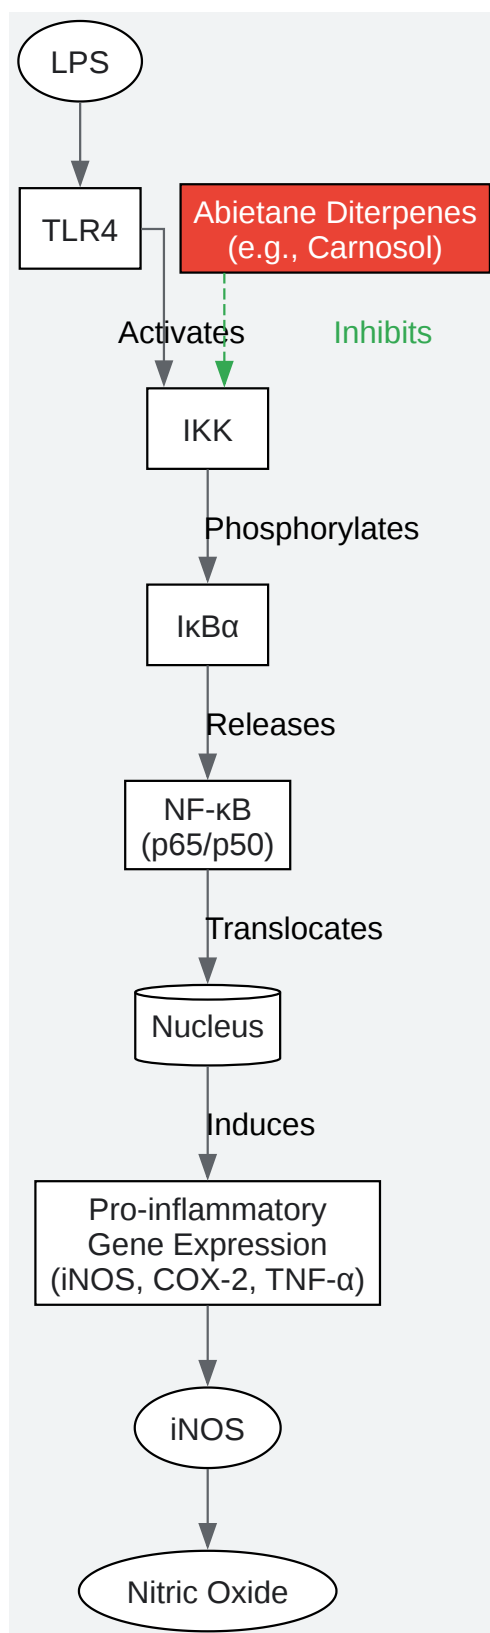 LPS
TLR4
Abietane Diterpenes
(e.g., Carnosol)
Activates
Inhibits
IKK
Phosphorylates
IκBα
Releases
NF-κB
(p65/p50)
Translocates
Nucleus
Induces
Pro-inflammatory
Gene Expression
(iNOS, COX-2, TNF-α)
iNOS
Nitric Oxide